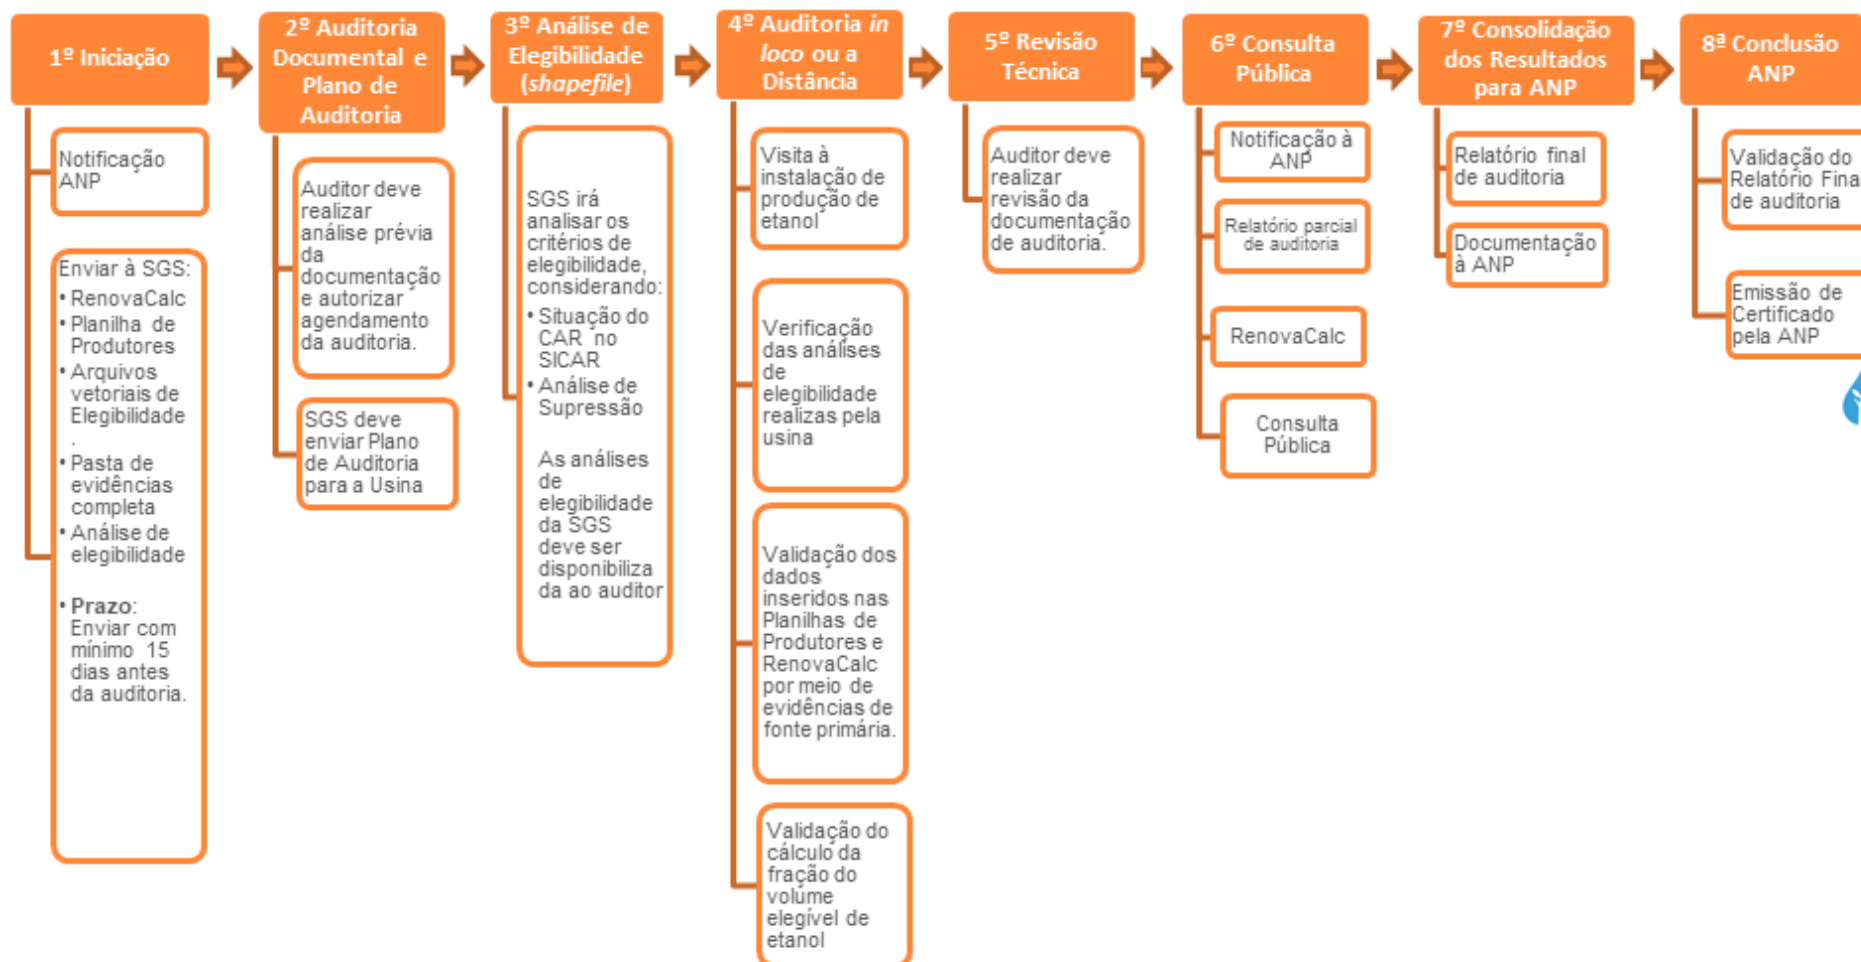 1º Iniciação
Notificação
ANP
Enviar à SGS:
• RenovaCalc
• Planilha de
Produtores
• Arquivos
vetoriais de
Elegibilidade
.
• Pasta de
evidências
completa
• Análise de
elegibilidade
• Prazo:
Enviar com
mínimo 15
dias antes
da auditoria.
2º Auditoria
Documental e
Plano de
Auditoria
Auditor deve
realizar
análise prévia
da
documentação
e autorizar
agendamento
da auditoria.
SGS deve
enviar Plano
de Auditoria
para a Usina
3º Análise de
Elegibilidade
(shapefile)
SGS irá
analisar os
critérios de
elegibilidade,
considerando:
• Situação do
CAR no
SICAR
• Análise de
Supressão
As análises
de
elegibilidade
da SGS
deve ser
disponibiliza
da ao auditor
4º Auditoria in
loco ou a
Distância
Visita à
instalação de
produção de
etanol
Verificação
das análises
de
elegibilidade
realizas pela
usina
Validação dos
dados
inseridos nas
Planilhas de
Produtores e
RenovaCalc
por meio de
evidências de
fonte primária.
Validação do
cálculo da
fração do
volume
elegível de
etanol
5º Revisão
Técnica
Auditor deve
realizar
revisão da
documentação
de auditoria.
6º Consulta
Pública
Notificação à
ANP
Relatório parcial
de auditoria
RenovaCalc
Consulta
Pública
7º Consolidação
dos Resultados
para ANP
Relatório final
de auditoria
Documentação
à ANP
8ª Conclusão
ANP
Validação do
Relatório Final
de auditoria
Emissão de
Certificado
pela ANP